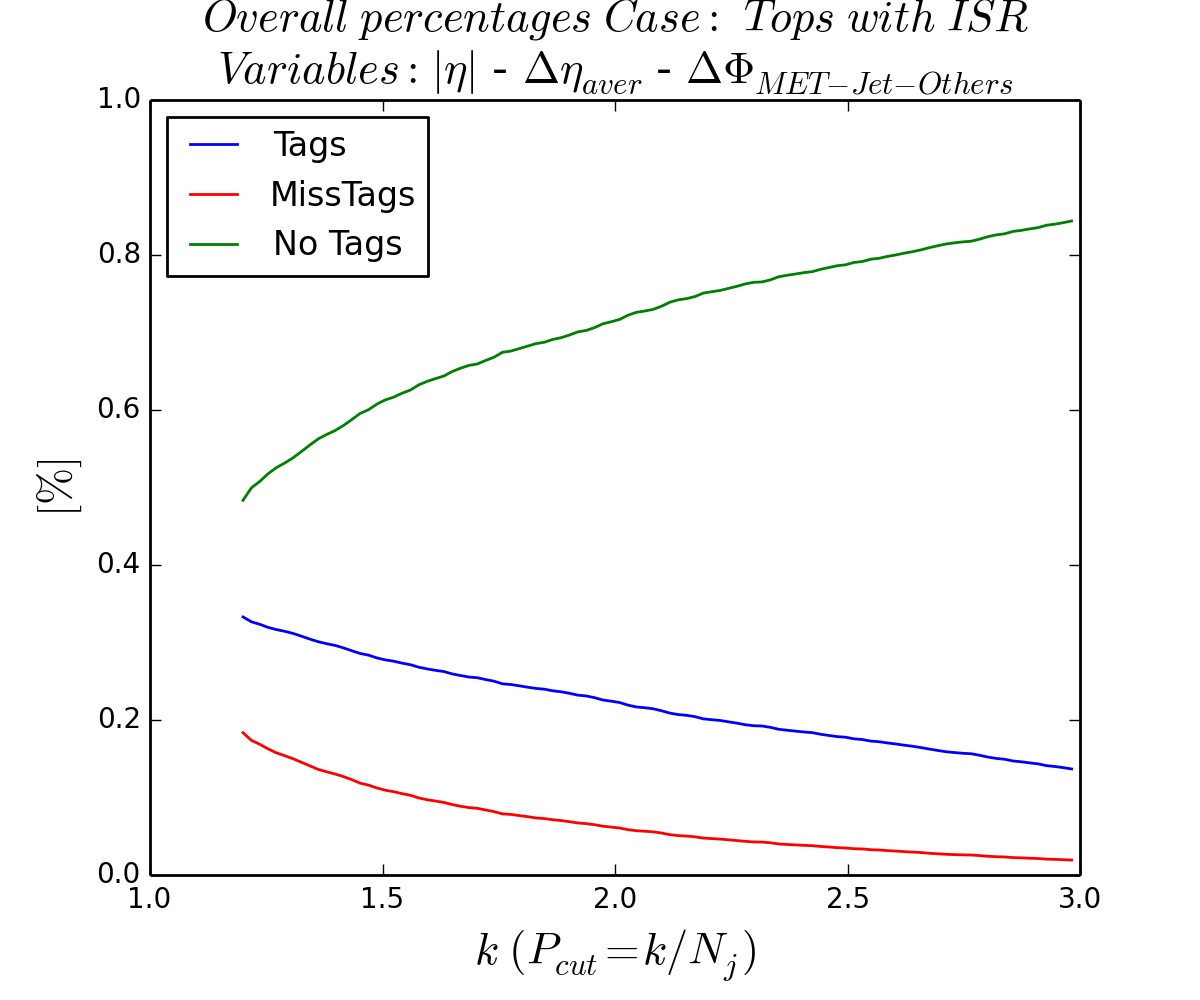 Overall percentages Case: Tops with ISR
Variables: |η| - Δη_aver - ΔΦ_MET−Jet−Others
1.0
Tags
MissTags
No Tags
0.8
0.6
[%]
0.4
0.2
0.0
1.0 1.5 2.0 2.5 3.0
k (P_cut=k/N_j)